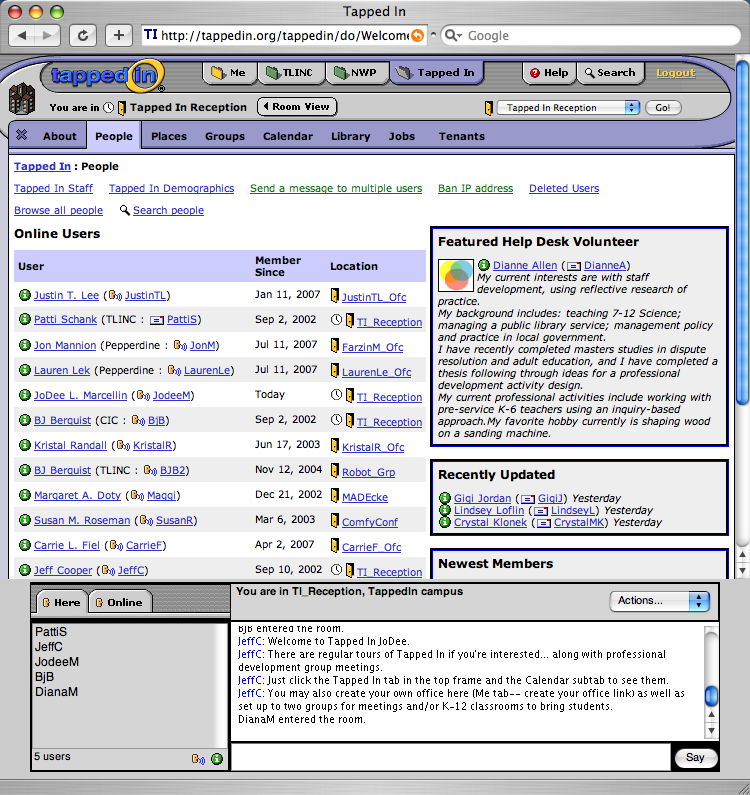 Tapped In
TI http://tappedin.org/tappedin/do/Welcome
Google
tapped in
Me TLINC NWP Tapped In Help Search Logout
You are in Tapped In Reception Room View Tapped In Reception Go!
About People Places Groups Calendar Library Jobs Tenants
Tapped In : People
Tapped In Staff Tapped In Demographics Send a message to multiple users Ban IP address Deleted Users
Browse all people Search people
Online Users
User Member Since Location
Justin T. Lee (JustinTL) Jan 11, 2007 JustinTL_Ofc
Patti Schank (TLINC : PattiS) Sep 2, 2002 TI_Reception
Jon Mannion (Pepperdine : JonM) Jul 11, 2007 FarzinM_Ofc
Lauren Lek (Pepperdine : LaurenLe) Jul 11, 2007 LaurenLe_Ofc
JoDee L. Marcellin (JodeeM) Today TI_Reception
BJ Berquist (CIC : BjB) Sep 2, 2002 TI_Reception
Kristal Randall (KristalR) Jun 17, 2003 KristalR_Ofc
BJ Berquist (TLINC : BJB2) Nov 12, 2004 Robot_Grp
Margaret A. Doty (Maggi) Dec 21, 2002 MADEcke
Susan M. Roseman (SusanR) Mar 6, 2003 ComfyConf
Carrie L. Fiel (CarrieF) Apr 2, 2007 CarrieF_Ofc
Jeff Cooper (JeffC) Sep 10, 2002 TI_Reception
Featured Help Desk Volunteer
Dianne Allen (DianneA)
My current interests are with staff
development, using reflective research of
practice.
My background includes: teaching 7-12 Science;
managing a public library service; management policy
and practice in local government.
I have recently completed masters studies in dispute
resolution and adult education, and I have completed a
thesis following through ideas for a professional
development activity design.
My current professional activities include working with
pre-service K-6 teachers using an inquiry-based
approach.My favorite hobby currently is shaping wood
on a sanding machine.
Recently Updated
Gigi Jordan (GigiJ) Yesterday
Lindsey Loflin (LindseyL) Yesterday
Crystal Klonek (CrystalMK) Yesterday
Newest Members
Here Online
You are in TI_Reception, TappedIn campus
Actions...
PattiS
JeffC
JodeeM
BjB
DianaM
5 users
BjB entered the room.
JeffC: Welcome to Tapped In JoDee.
JeffC: There are regular tours of Tapped In if you're interested... along with professional
development group meetings.
JeffC: Just click the Tapped In tab in the top frame and the Calendar subtab to see them.
JeffC: You may also create your own office here (Me tab-- create your office link) as well as
set up to two groups for meetings and/or K-12 classrooms to bring students.
DianaM entered the room.
Say